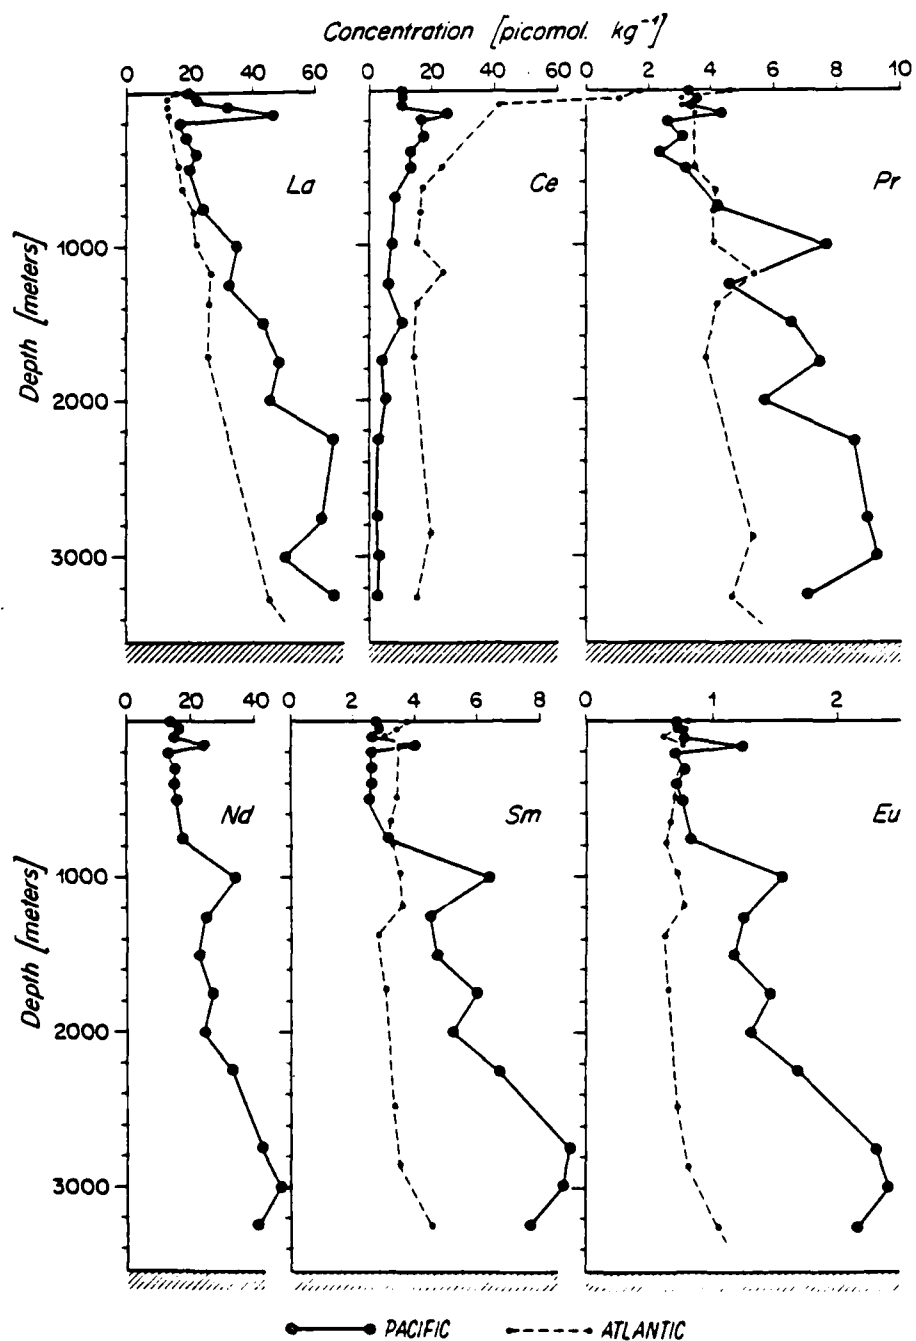 Concentration [picomol. kg⁻¹]
0 20 40 60 0 20 40 60 0 2 4 6 8 10
La Ce Pr
Depth [meters]
1000
2000
3000
0 20 40 0 2 4 6 8 0 1 2
Nd Sm Eu
Depth [meters]
1000
2000
3000
PACIFIC ATLANTIC